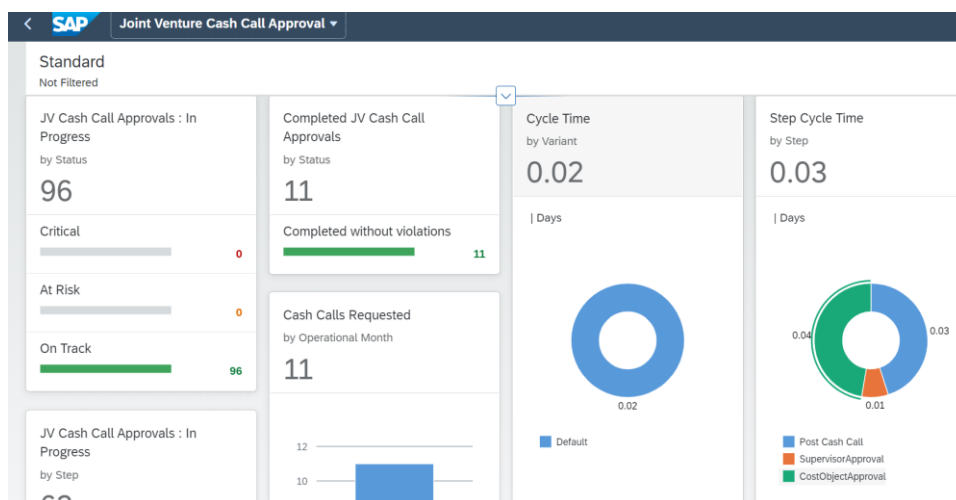 SAP
Joint Venture Cash Call Approval
Standard
Not Filtered
JV Cash Call Approvals : In
Progress
by Status
96
Critical
0
At Risk
0
On Track
96
JV Cash Call Approvals : In
Progress
by Step
Completed JV Cash Call
Approvals
by Status
11
Completed without violations
11
Cash Calls Requested
by Operational Month
11
12
10
Cycle Time
by Variant
0.02
| Days
0.02
Default
Step Cycle Time
by Step
0.03
| Days
0.04
0.03
0.01
Post Cash Call
SupervisorApproval
CostObjectApproval